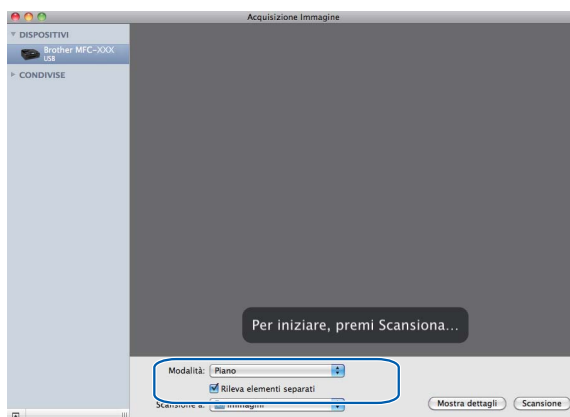 Acquisizione Immagine
DISPOSITIVI
Brother MFC-XXX
USB
CONDIVISE
Per iniziare, premi Scansiona...
Modalità: Piano
Rileva elementi separati
Scansione a: Immagini
Mostra dettagli
Scansione